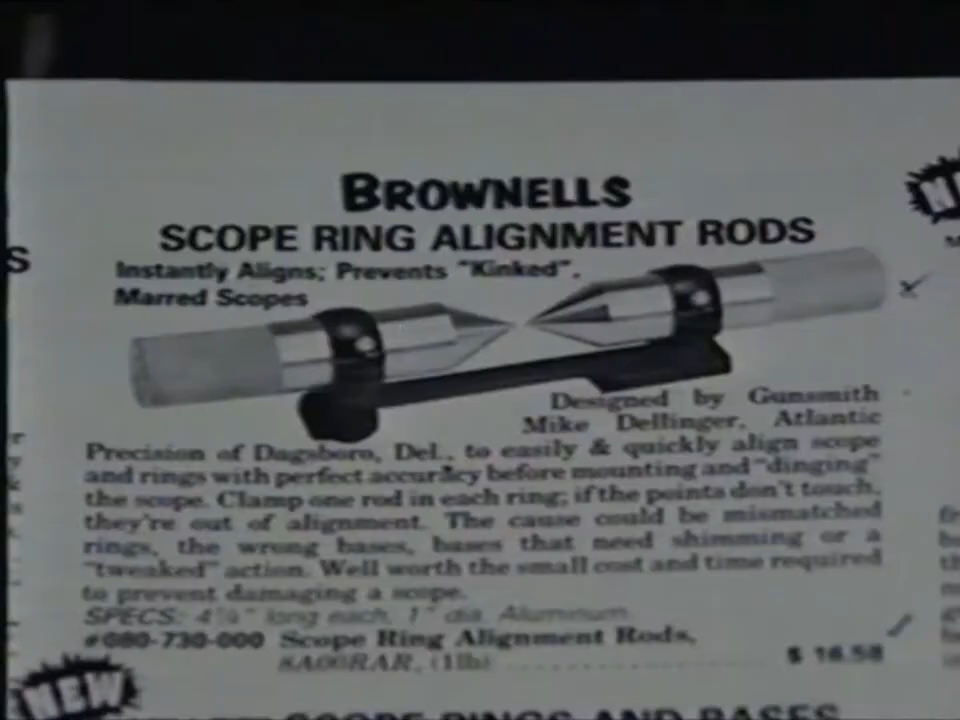 BROWNELLS
SCOPE RING ALIGNMENT RODS
Instantly Aligns; Prevents "Kinked",
Marred Scopes
Designed by Gunsmith
Mike Dellinger, Atlantic
Precision of Dagsboro, Del., to easily & quickly align scope
and rings with perfect accuracy before mounting and "dinging"
the scope. Clamp one rod in each ring; if the points don't touch,
they're out of alignment. The cause could be mismatched
rings, the wrong bases, bases that need shimming or a
"tweaked" action. Well worth the small cost and time required
to prevent damaging a scope.
SPECS: long each, 1" dia. Aluminum.
#080-730-000 Scope Ring Alignment Rods,
(1lb) $ 16.58
NEW
SCOPE RINGS AND BASES